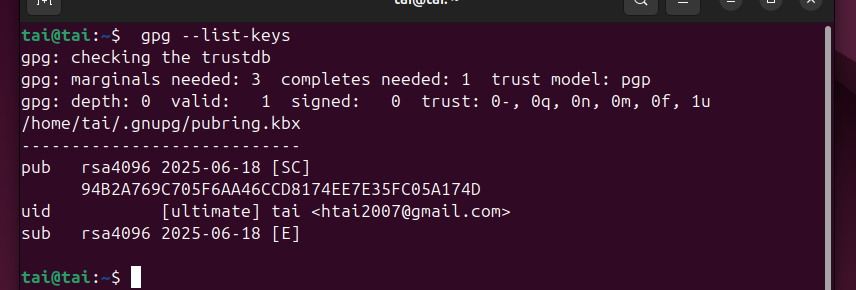 tai@tai: ~
tai@tai:~$  gpg --list-keys
gpg: checking the trustdb
gpg: marginals needed: 3  completes needed: 1  trust model: pgp
gpg: depth: 0  valid:   1  signed:   0  trust: 0-, 0q, 0n, 0m, 0f, 1u
/home/tai/.gnupg/pubring.kbx
----------------------------
pub   rsa4096 2025-06-18 [SC]
      94B2A769C705F6AA46CCD8174EE7E35FC05A174D
uid           [ultimate] tai <htai2007@gmail.com>
sub   rsa4096 2025-06-18 [E]
tai@tai:~$